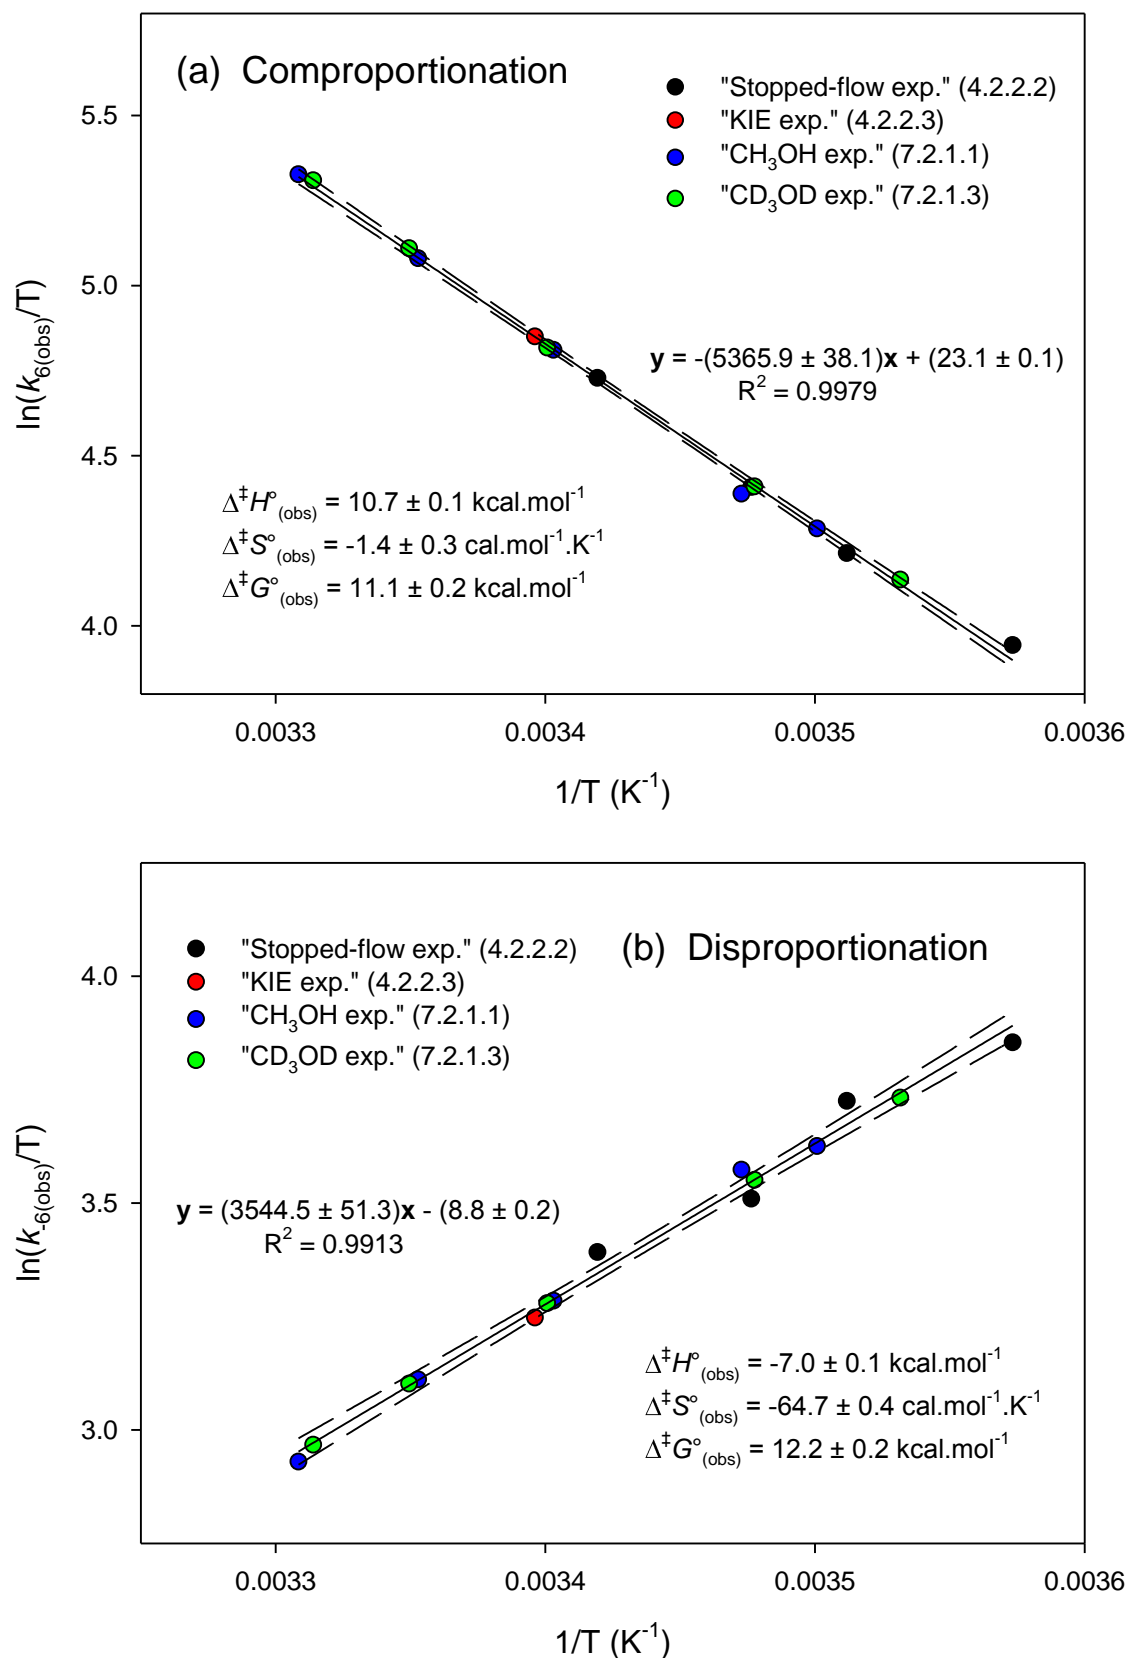 (a) Comproportionation
"Stopped-flow exp." (4.2.2.2)
"KIE exp." (4.2.2.3)
"CH₃OH exp." (7.2.1.1)
"CD₃OD exp." (7.2.1.3)
5.5
5.0
4.5
4.0
ln(k₆₍obs₎/T)
y = -(5365.9 ± 38.1)x + (23.1 ± 0.1)
R² = 0.9979
Δ‡H°(obs) = 10.7 ± 0.1 kcal.mol⁻¹
Δ‡S°(obs) = -1.4 ± 0.3 cal.mol⁻¹.K⁻¹
Δ‡G°(obs) = 11.1 ± 0.2 kcal.mol⁻¹
0.0033 0.0034 0.0035 0.0036
1/T (K⁻¹)
"Stopped-flow exp." (4.2.2.2)
(b) Disproportionation
"KIE exp." (4.2.2.3)
"CH₃OH exp." (7.2.1.1)
"CD₃OD exp." (7.2.1.3)
4.0
3.5
3.0
ln(k₋₆₍obs₎/T)
y = (3544.5 ± 51.3)x - (8.8 ± 0.2)
R² = 0.9913
Δ‡H°(obs) = -7.0 ± 0.1 kcal.mol⁻¹
Δ‡S°(obs) = -64.7 ± 0.4 cal.mol⁻¹.K⁻¹
Δ‡G°(obs) = 12.2 ± 0.2 kcal.mol⁻¹
0.0033 0.0034 0.0035 0.0036
1/T (K⁻¹)